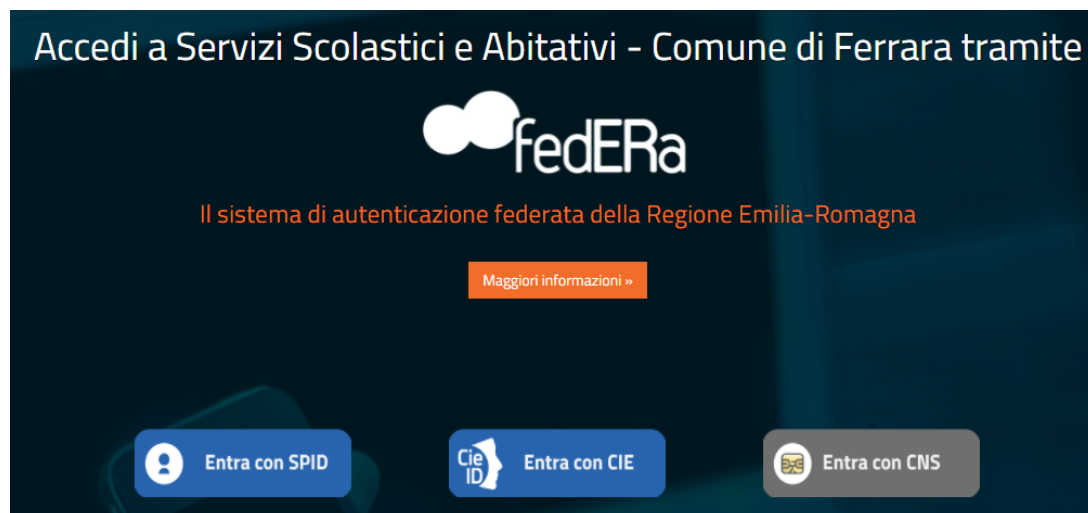 Accedi a Servizi Scolastici e Abitativi - Comune di Ferrara tramite
fedERa
Il sistema di autenticazione federata della Regione Emilia-Romagna
Maggiori informazioni »
Entra con SPID
Cie ID
Entra con CIE
Entra con CNS